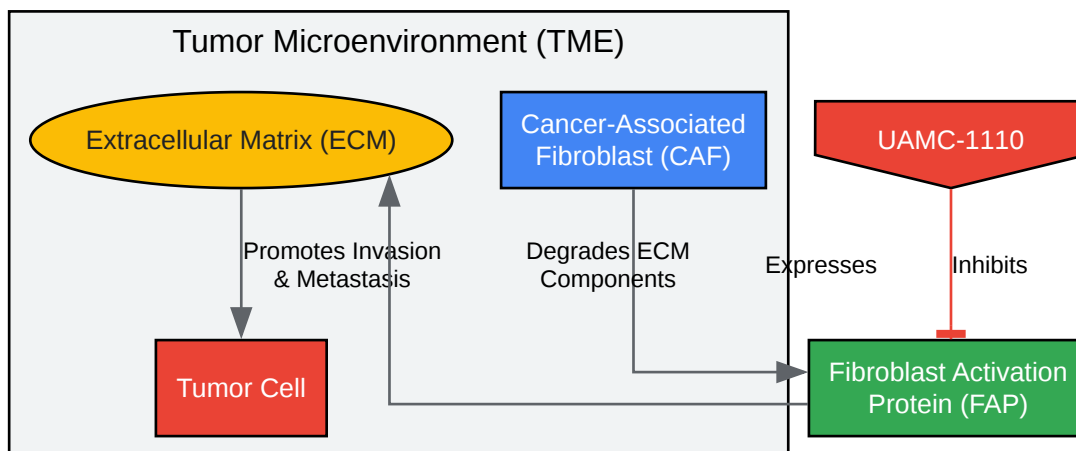 Tumor Microenvironment (TME)
Extracellular Matrix (ECM)
Cancer-Associated
Fibroblast (CAF)
UAMC-1110
Promotes Invasion
& Metastasis
Degrades ECM
Components
Expresses
Inhibits
Tumor Cell
Fibroblast Activation
Protein (FAP)